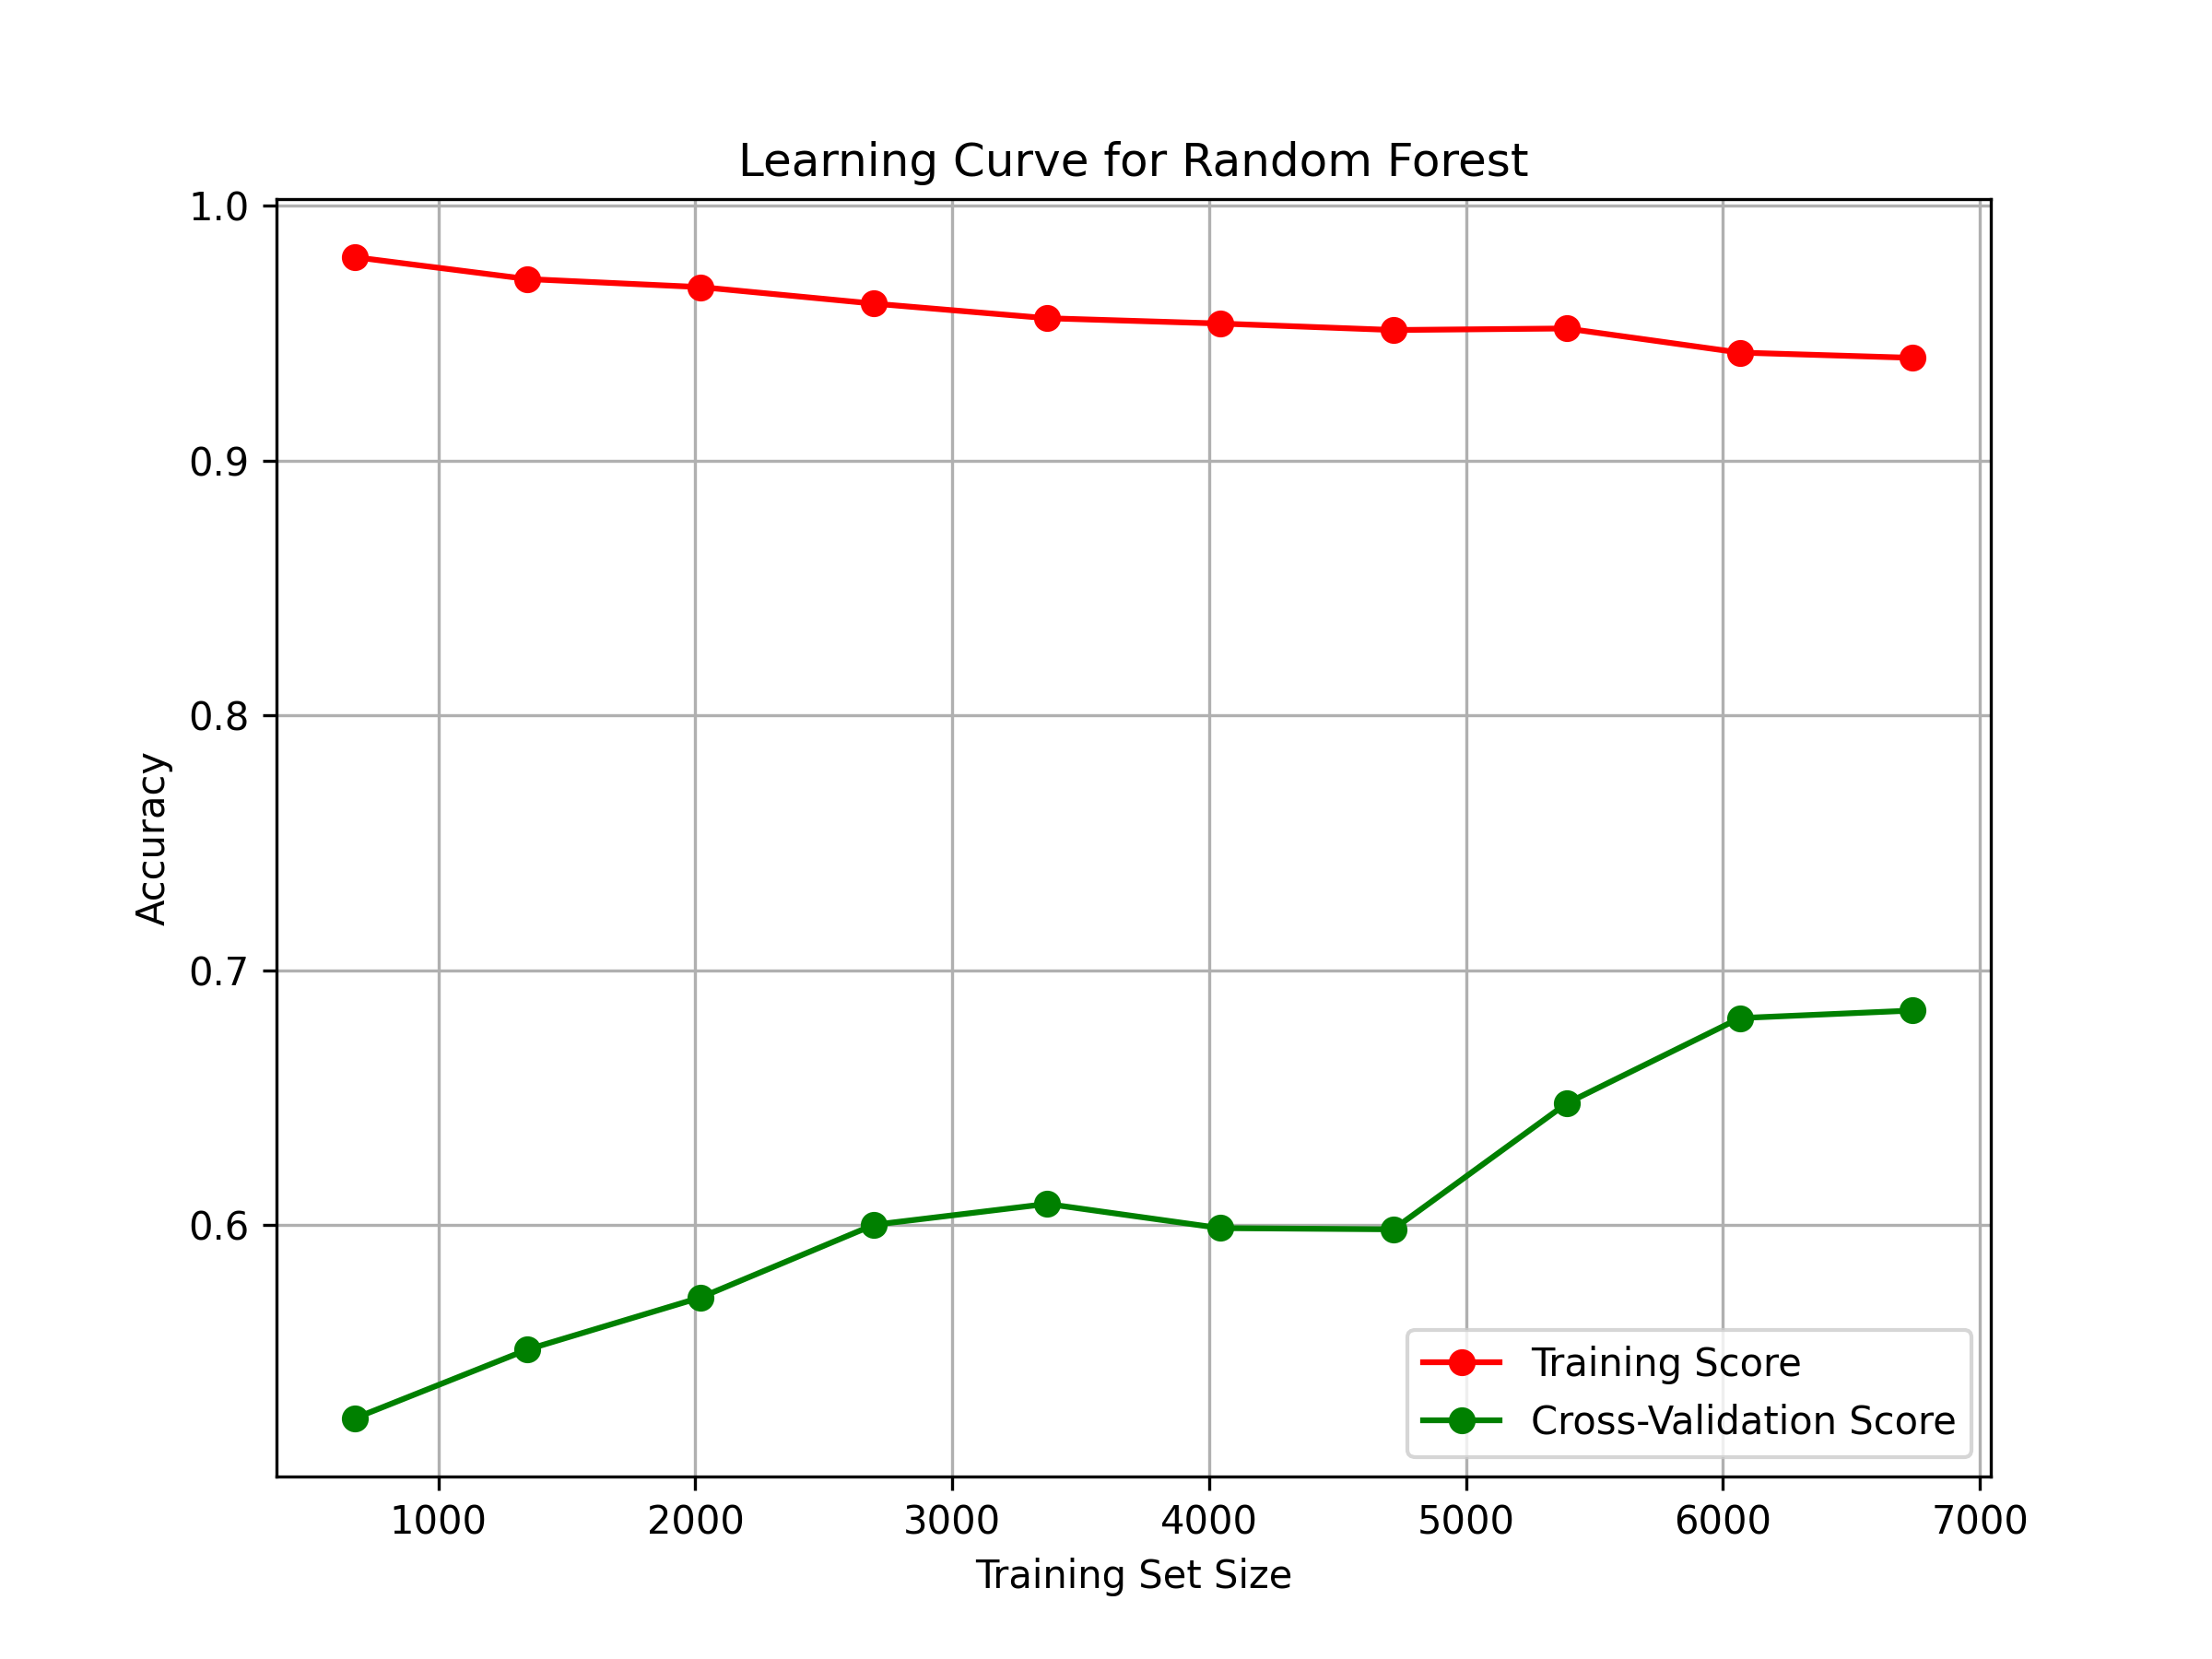 Learning Curve for Random Forest
1.0
0.9
0.8
0.7
0.6
Accuracy
1000 2000 3000 4000 5000 6000 7000
Training Set Size
Training Score
Cross-Validation Score